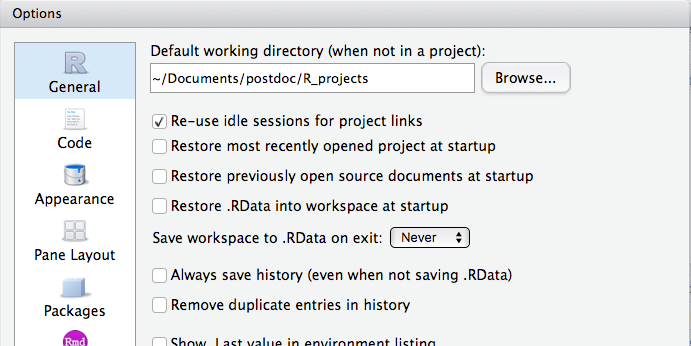 Options
R
General
Code
Appearance
Pane Layout
Packages
Rmd
Default working directory (when not in a project):
~/Documents/postdoc/R_projects
Browse...
Re-use idle sessions for project links
Restore most recently opened project at startup
Restore previously open source documents at startup
Restore .RData into workspace at startup
Save workspace to .RData on exit: Never
Always save history (even when not saving .RData)
Remove duplicate entries in history
Show .Last.value in environment listing